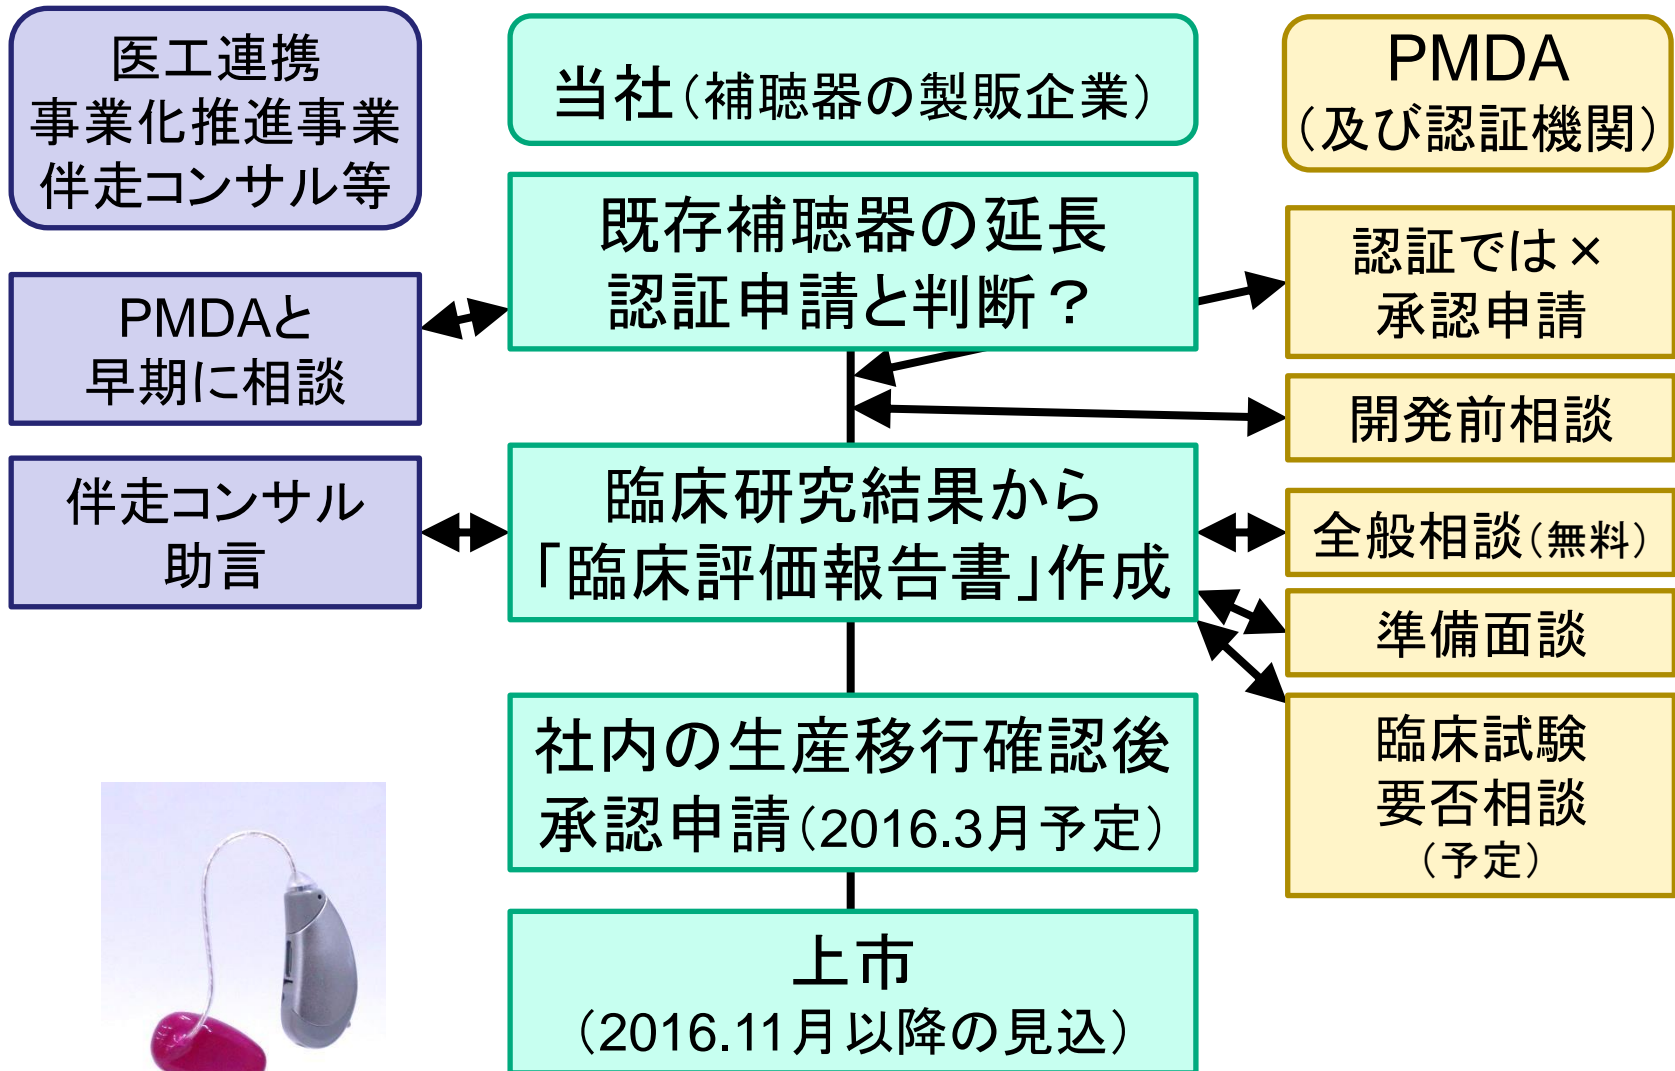 医工連携
事業化推進事業
伴走コンサル等
当社（補聴器の製販企業）
PMDA
（及び認証機関）
既存補聴器の延長
認証申請と判断？
認証では×
承認申請
PMDAと
早期に相談
開発前相談
伴走コンサル
助言
臨床研究結果から
「臨床評価報告書」作成
全般相談（無料）
準備面談
社内の生産移行確認後
承認申請（2016.3月予定）
臨床試験
要否相談
（予定）
上市
（2016.11月以降の見込）